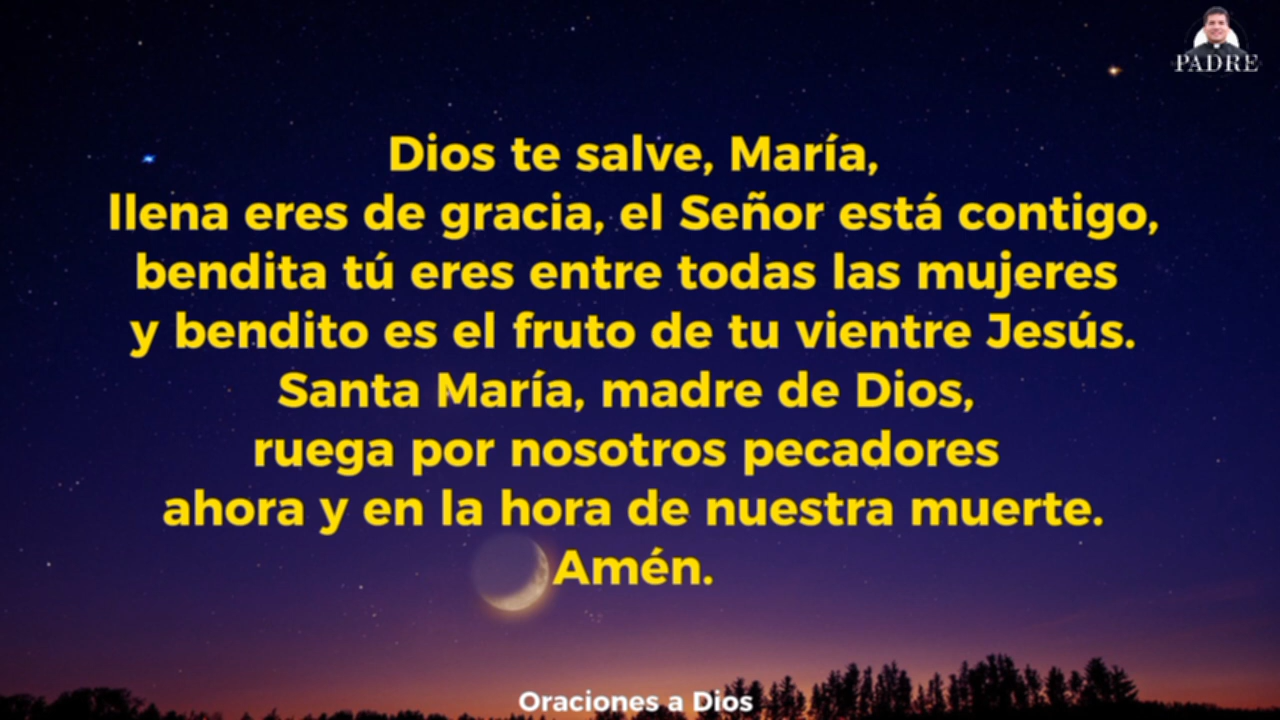 PADRE
Dios te salve, María,
llena eres de gracia, el Señor está contigo,
bendita tú eres entre todas las mujeres
y bendito es el fruto de tu vientre Jesús.
Santa María, madre de Dios,
ruega por nosotros pecadores
ahora y en la hora de nuestra muerte.
Amén.
Oraciones a Dios